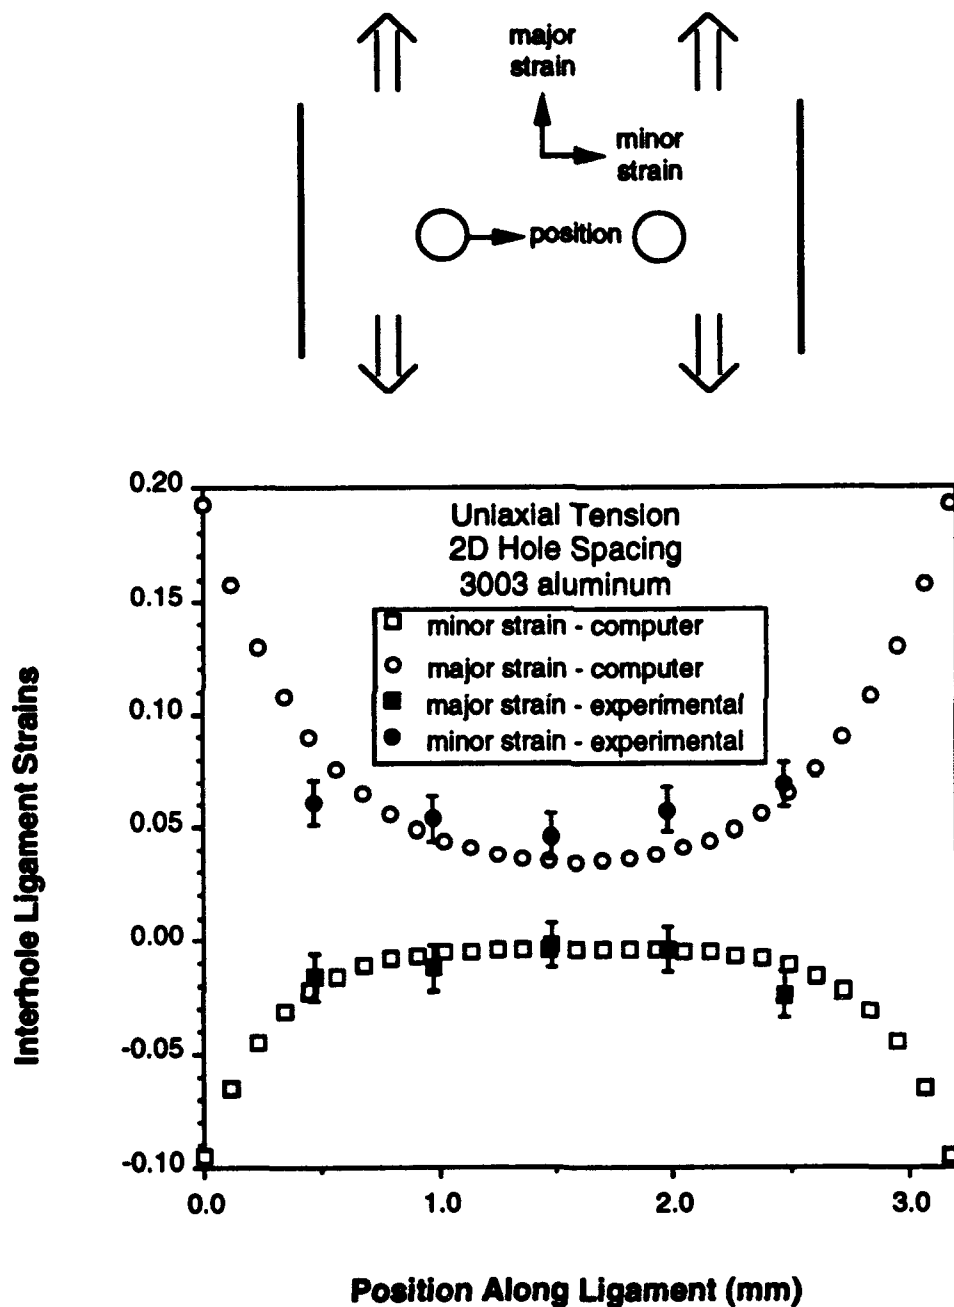 major
strain
minor
strain
position
0.20
0.15
0.10
0.05
0.00
-0.05
-0.10
Interhole Ligament Strains
Uniaxial Tension
2D Hole Spacing
3003 aluminum
minor strain - computer
major strain - computer
major strain - experimental
minor strain - experimental
0.0
1.0
2.0
3.0
Position Along Ligament (mm)